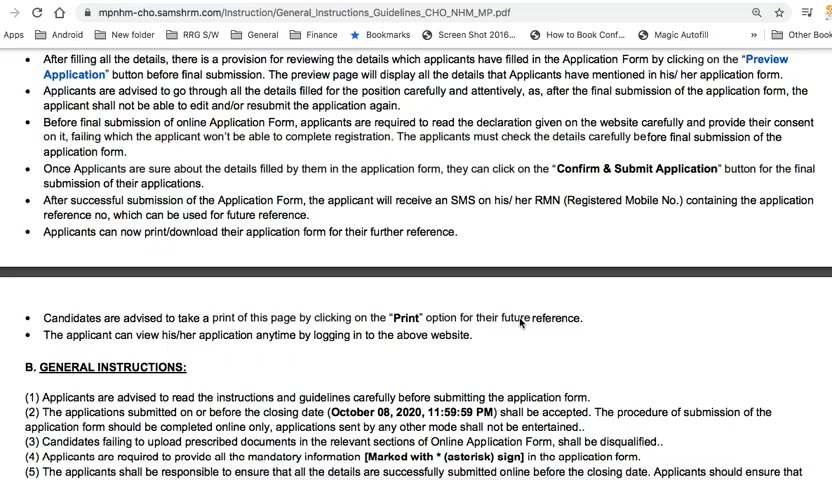 mpnhm-cho.samshrm.com/Instruction/General_Instructions_Guidelines_CHO_NHM_MP.pdf
Apps Android New folder RRG S/W General Finance Bookmarks Screen Shot 2016... How to Book Conf... Magic Autofill » Other Book
• After filling all the details, there is a provision for reviewing the details which applicants have filled in the Application Form by clicking on the “Preview
Application” button before final submission. The preview page will display all the details that Applicants have mentioned in his/ her application form.
• Applicants are advised to go through all the details filled for the position carefully and attentively, as, after the final submission of the application form, the
applicant shall not be able to edit and/or resubmit the application again.
• Before final submission of online Application Form, applicants are required to read the declaration given on the website carefully and provide their consent
on it, failing which the applicant won’t be able to complete registration. The applicants must check the details carefully before final submission of the
application form.
• Once Applicants are sure about the details filled by them in the application form, they can click on the “Confirm & Submit Application” button for the final
submission of their applications.
• After successful submission of the Application Form, the applicant will receive an SMS on his/ her RMN (Registered Mobile No.) containing the application
reference no, which can be used for future reference.
• Applicants can now print/download their application form for their further reference.
• Candidates are advised to take a print of this page by clicking on the “Print” option for their future reference.
• The applicant can view his/her application anytime by logging in to the above website.
B. GENERAL INSTRUCTIONS:
(1) Applicants are advised to read the instructions and guidelines carefully before submitting the application form.
(2) The applications submitted on or before the closing date (October 08, 2020, 11:59:59 PM) shall be accepted. The procedure of submission of the
application form should be completed online only, applications sent by any other mode shall not be entertained..
(3) Candidates failing to upload prescribed documents in the relevant sections of Online Application Form, shall be disqualified..
(4) Applicants are required to provide all the mandatory information [Marked with * (asterisk) sign] in the application form.
(5) The applicants shall be responsible to ensure that all the details are successfully submitted online before the closing date. Applicants should ensure that